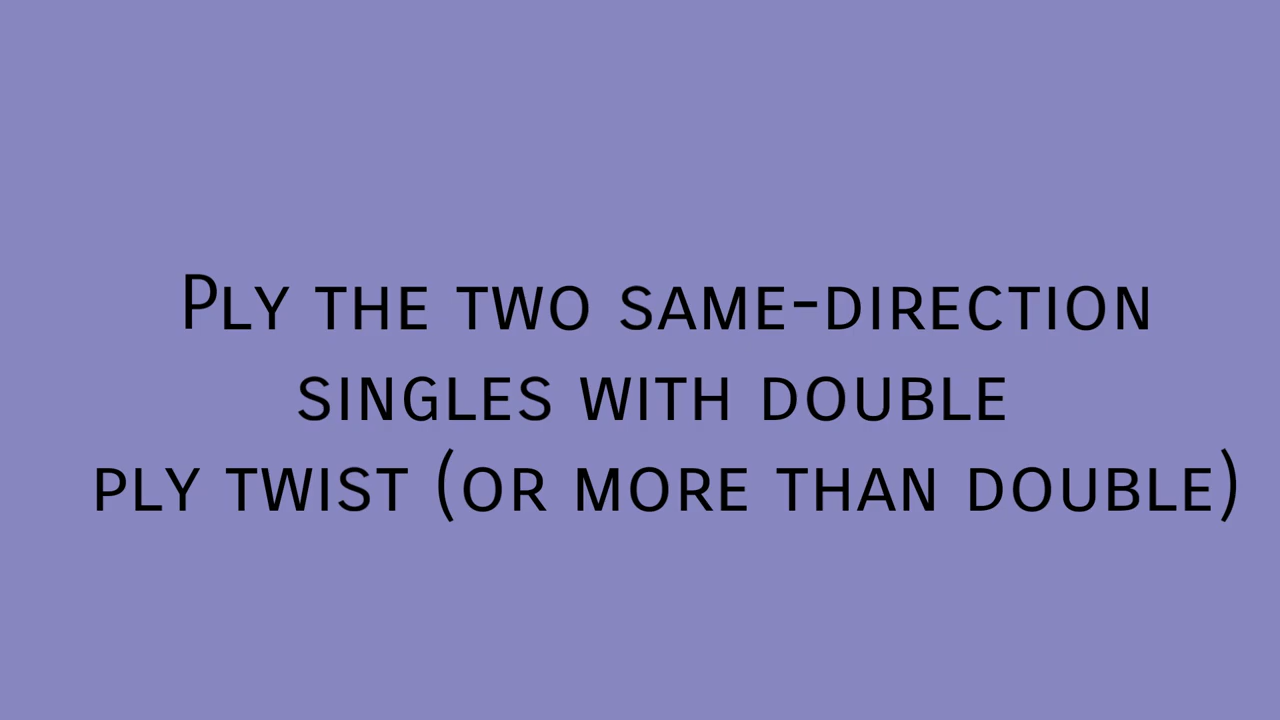 Ply the two same-direction
singles with double
ply twist (or more than double)